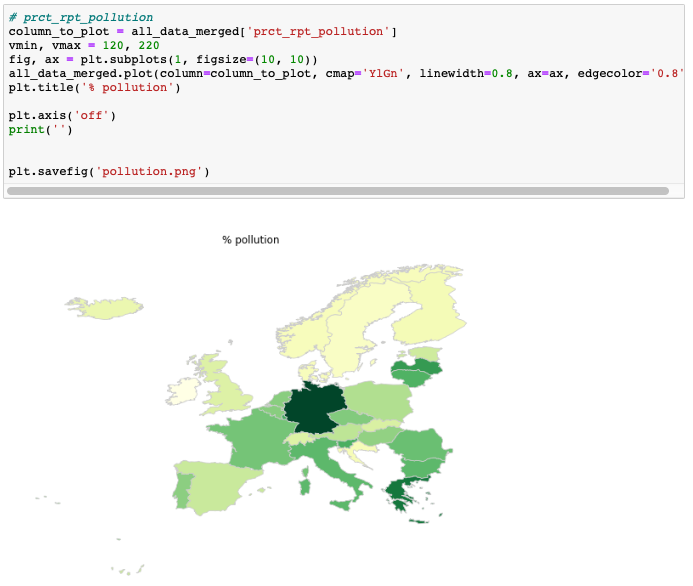 # prct_rpt_pollution
column_to_plot = all_data_merged['prct_rpt_pollution']
vmin, vmax = 120, 220
fig, ax = plt.subplots(1, figsize=(10, 10))
all_data_merged.plot(column=column_to_plot, cmap='YlGn', linewidth=0.8, ax=ax, edgecolor='0.8'
plt.title('% pollution')
plt.axis('off')
print('')
plt.savefig('pollution.png')
% pollution